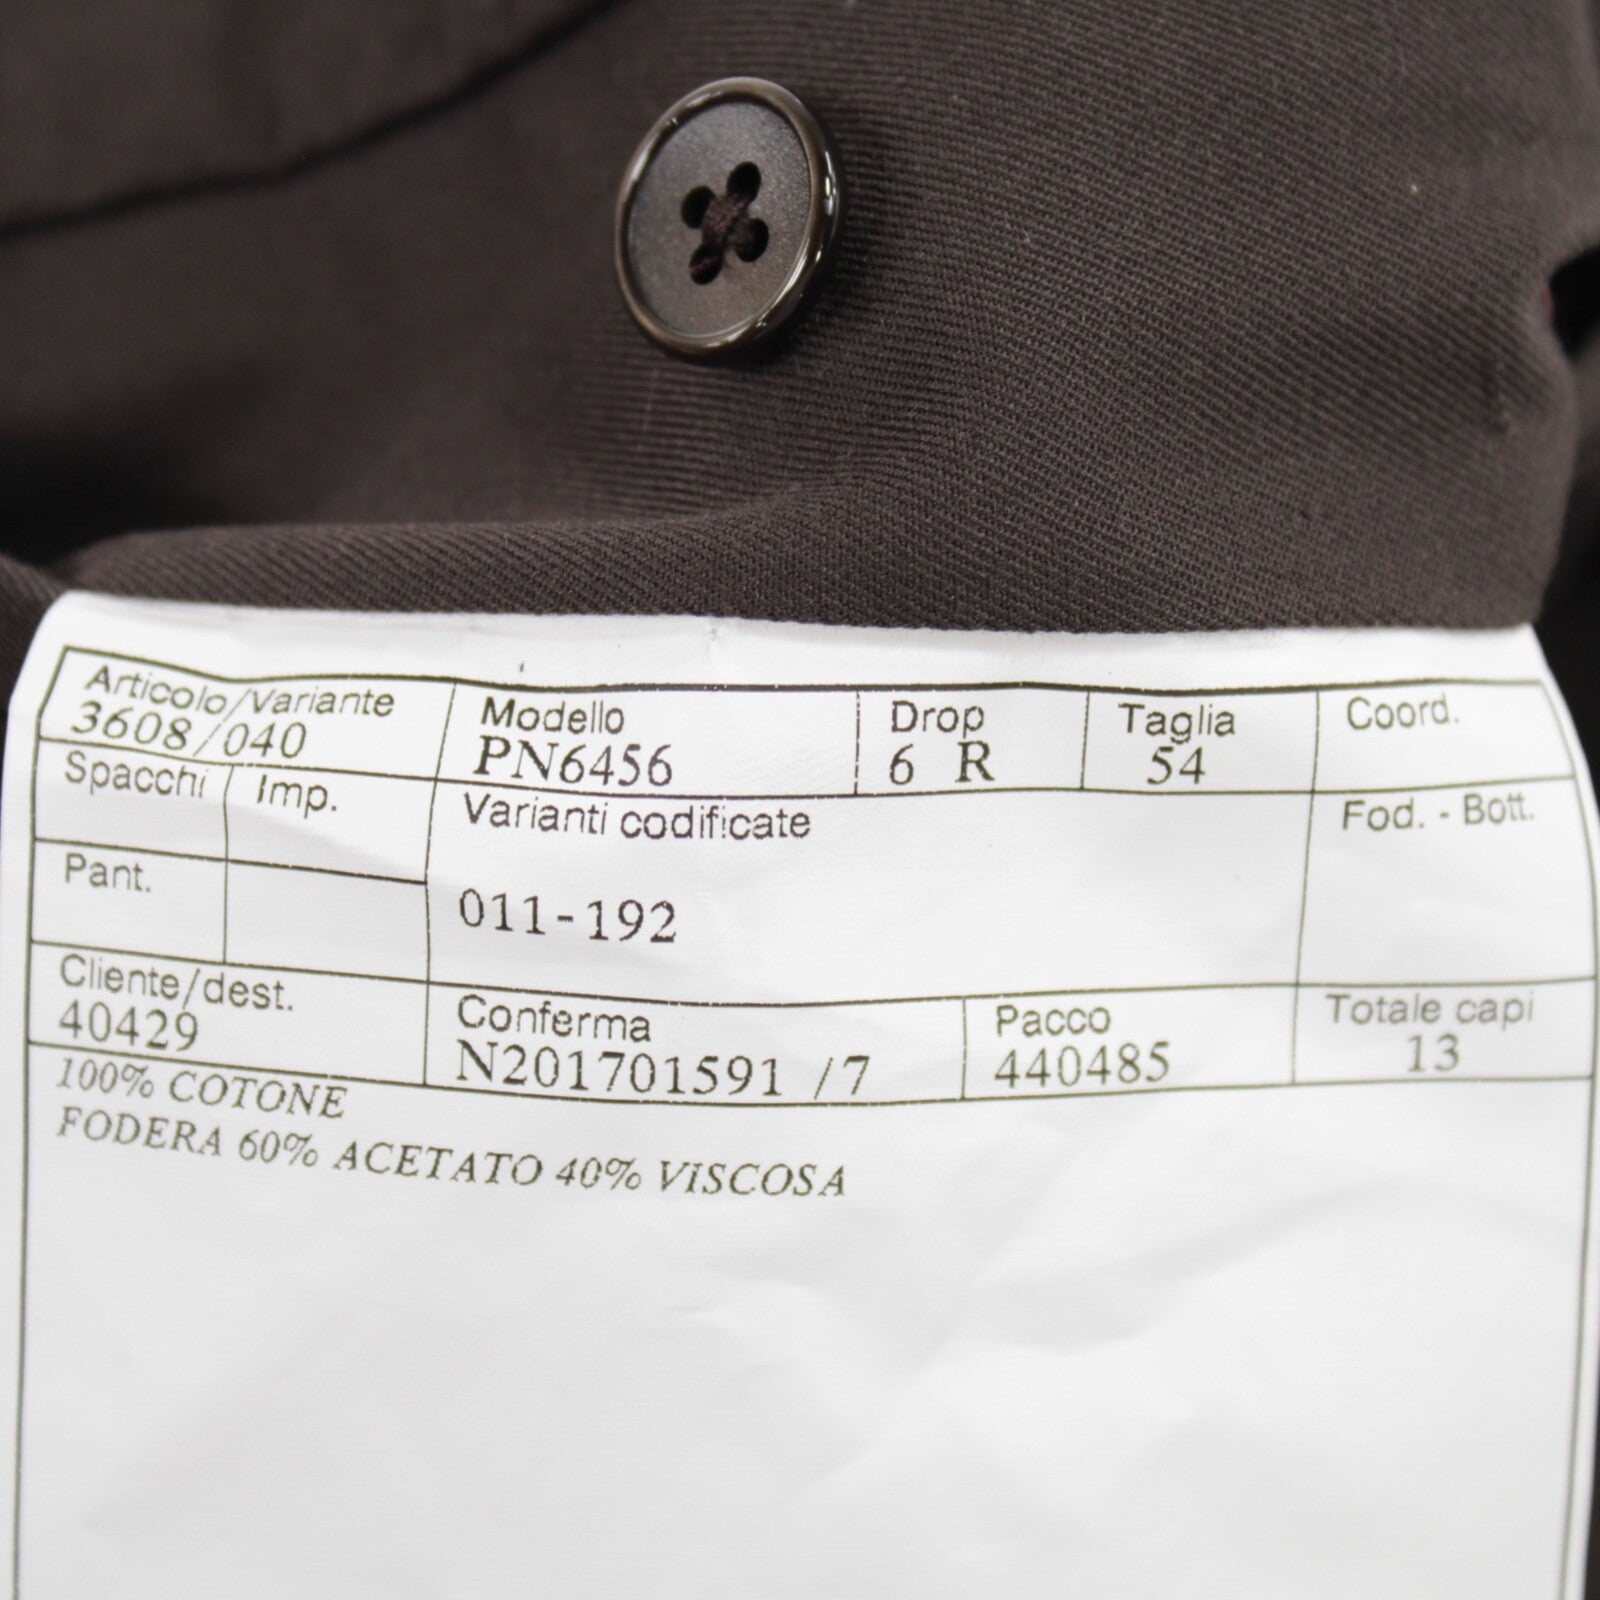 Articolo/Variante Modello Drop Taglia Coord.
3608/040 PN6456 6 R 54
Spacchi Imp. Varianti codificate Fod. - Bott.
Pant.
011-192
Cliente/dest. Conferma Pacco Totale capi
40429 N201701591 /7 440485 13
100% COTONE
FODERA 60% ACETATO 40% VISCOSA